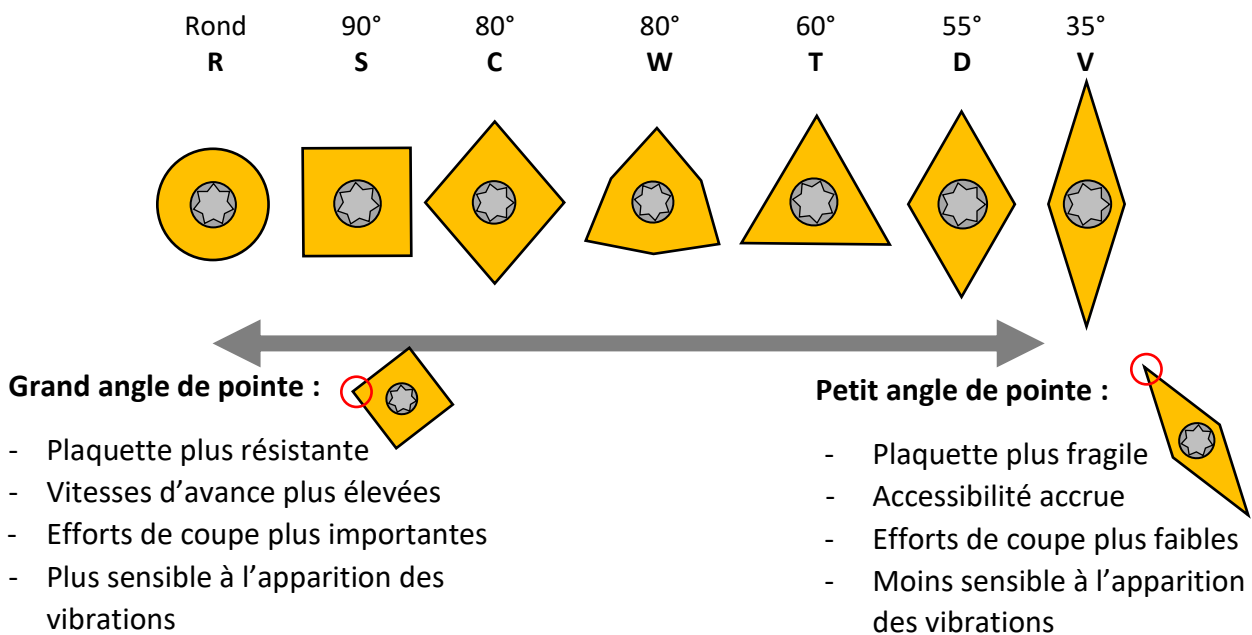 Rond 90° 80° 80° 60° 55° 35°
R S C W T D V
Grand angle de pointe :
- Plaquette plus résistante
- Vitesses d’avance plus élevées
- Efforts de coupe plus importantes
- Plus sensible à l’apparition des
vibrations
Petit angle de pointe :
- Plaquette plus fragile
- Accessibilité accrue
- Efforts de coupe plus faibles
- Moins sensible à l’apparition
des vibrations